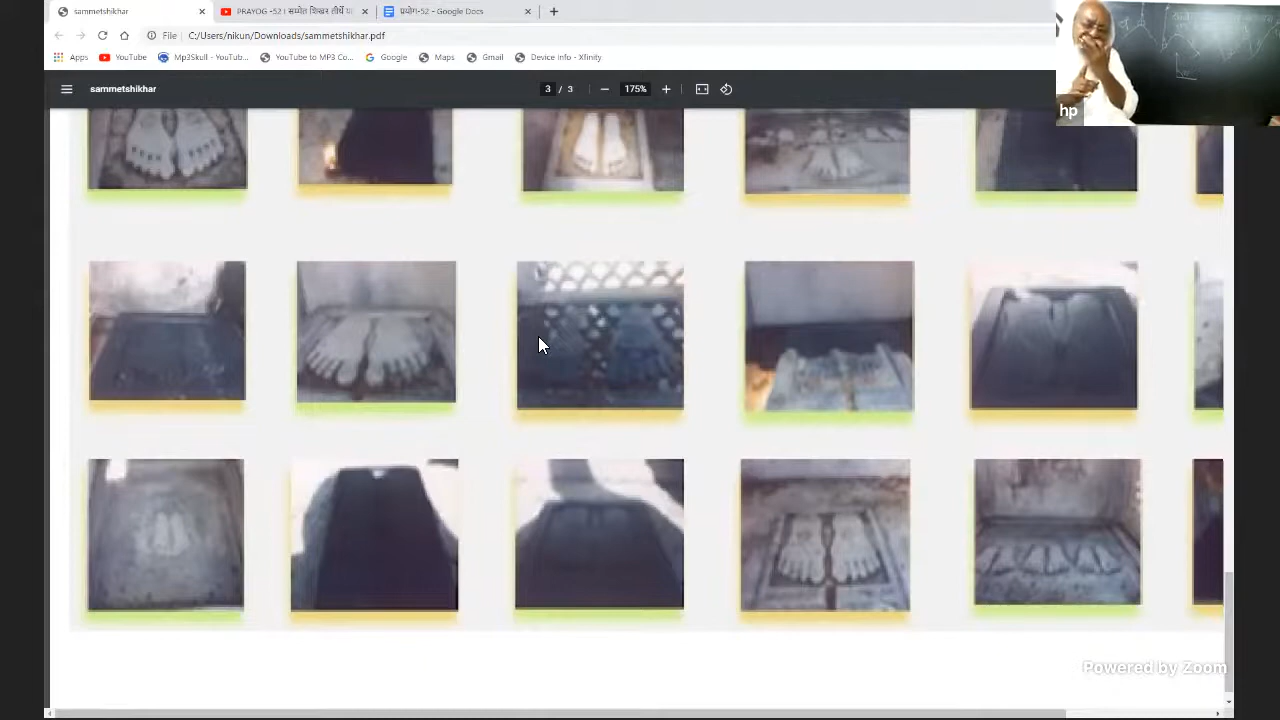 sammetshikhar
PRAYOG -52 । सम्मेत शिखर तीर्थे
प्रयोग-52 - Google Docs
File C:/Users/nikun/Downloads/sammetshikhar.pdf
Apps YouTube Mp3Skull - YouTub... YouTube to MP3 Co... Google Maps Gmail Device Info - Xfinity
sammetshikhar 3 / 3 175%
hp
Powered by Zoom